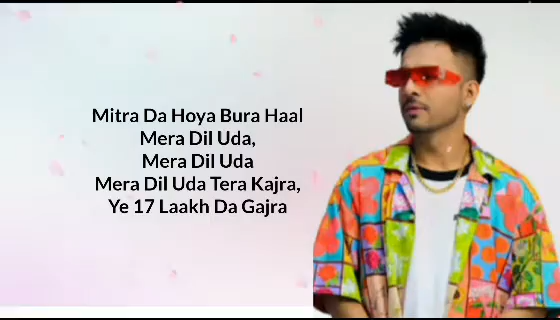 Mitra Da Hoya Bura Haal
Mera Dil Uda,
Mera Dil Uda
Mera Dil Uda Tera Kajra,
Ye 17 Laakh Da Gajra